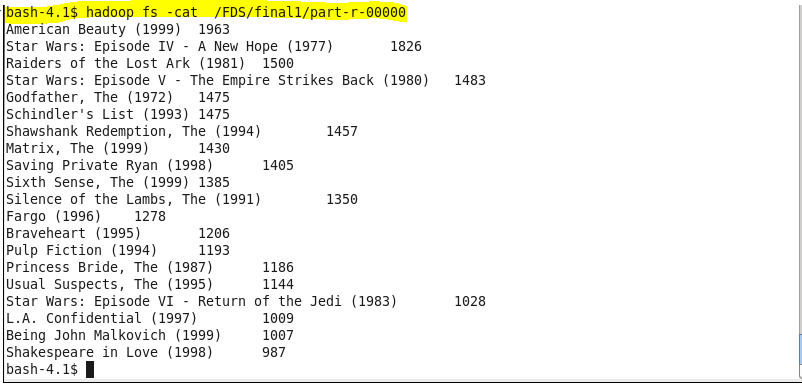 bash-4.1$ hadoop fs -cat  /FDS/final1/part-r-00000
American Beauty (1999)  1963
Star Wars: Episode IV - A New Hope (1977)       1826
Raiders of the Lost Ark (1981)  1500
Star Wars: Episode V - The Empire Strikes Back (1980)   1483
Godfather, The (1972)   1475
Schindler's List (1993) 1475
Shawshank Redemption, The (1994)        1457
Matrix, The (1999)      1430
Saving Private Ryan (1998)      1405
Sixth Sense, The (1999) 1385
Silence of the Lambs, The (1991)        1350
Fargo (1996)    1278
Braveheart (1995)       1206
Pulp Fiction (1994)     1193
Princess Bride, The (1987)      1186
Usual Suspects, The (1995)      1144
Star Wars: Episode VI - Return of the Jedi (1983)       1028
L.A. Confidential (1997)        1009
Being John Malkovich (1999)     1007
Shakespeare in Love (1998)      987
bash-4.1$